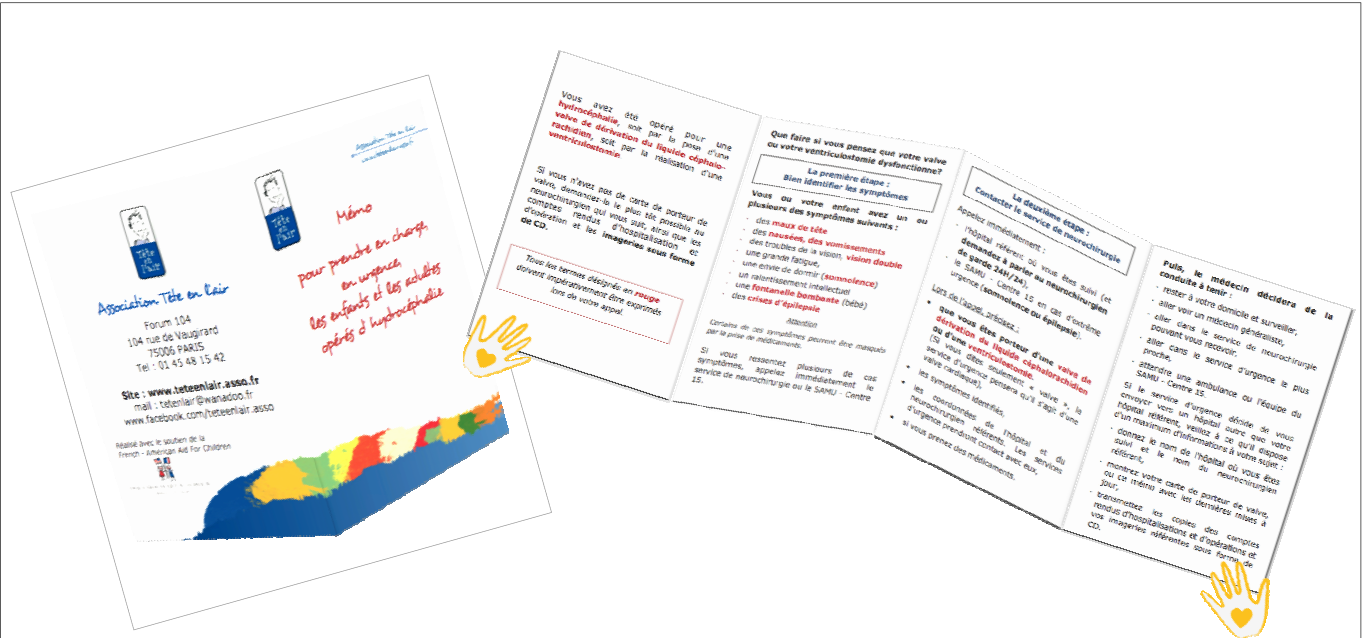 Association Tête en l'air
www.teteenlair.asso.fr
Tête
en
l'air
Association Tête en l'air
Forum 104
104 rue de Vaugirard
75006 PARIS
Tel : 01 45 48 15 42
Site : www.teteenlair.asso.fr
mail : tetenlair@wanadoo.fr
www.facebook.com/teteenlair.asso
Réalisé avec le soutien de la
French - American Aid For Children
Tête
en
l'air
Mémo
pour prendre en charge,
en urgence,
les enfants et les adultes
opérés d'hydrocéphalie
Vous avez été opéré pour une
hydrocéphalie, soit par la pose d'une
valve de dérivation du liquide céphalo-
rachidien, soit par la réalisation d'une
ventriculostomie.
Si vous n'avez pas de carte de porteur de
valve, demandez-la le plus tôt possible au
neurochirurgien qui vous suit, ainsi que les
comptes rendus d'hospitalisation et
d'opération et les imageries sous forme
de CD.
Tous les termes désignés en rouge
doivent impérativement être exprimés
lors de votre appel.
Que faire si vous pensez que votre valve
ou votre ventriculostomie dysfonctionne?
La première étape :
Bien identifier les symptômes
Vous ou votre enfant avez un ou
plusieurs des symptômes suivants :
- des maux de tête
- des nausées, des vomissements
- des troubles de la vision, vision double
- une grande fatigue,
- une envie de dormir (somnolence)
- un ralentissement intellectuel
- une fontanelle bombante (bébé)
- des crises d'épilepsie
Attention
Certains de ces symptômes peuvent être masqués
par la prise de médicaments.
Si vous ressentez plusieurs de cas
symptômes, appelez immédiatement le
service de neurochirurgie ou le SAMU - Centre
15.
La deuxième étape :
Contacter le service de neurochirurgie
Appelez immédiatement :
- l'hôpital référent où vous êtes suivi (et
demandez à parler au neurochirurgien
de garde 24H/24),
- le SAMU - Centre 15 en cas d'extrême
urgence (somnolence ou épilepsie).
Lors de l'appel, précisez :
• que vous êtes porteur d'une valve de
dérivation du liquide céphalorachidien
ou d'une ventriculostomie.
(Si vous dites seulement « valve », le
service d'urgence pensera qu'il s'agit d'une
valve cardiaque),
• les symptômes identifiés,
• les coordonnées de l'hôpital et du
neurochirurgien référents. Les services
d'urgence prendront contact avec eux,
• si vous prenez des médicaments.
Puis, le médecin décidera de la
conduite à tenir :
- rester à votre domicile et surveiller,
- aller voir un médecin généraliste,
- aller dans le service de neurochirurgie
pouvant vous recevoir,
- aller dans le service d'urgence le plus
proche,
- attendre une ambulance ou l'équipe du
SAMU - Centre 15.
Si le service d'urgence décide de vous
envoyer vers un hôpital autre que votre
hôpital référent, veillez à ce qu'il dispose
d'un maximum d'informations à votre sujet :
- donnez le nom de l'hôpital où vous êtes
suivi et le nom du neurochirurgien
référent,
- montrez votre carte de porteur de valve,
ou ce mémo avec les dernières mises à
jour,
- transmettez les copies des comptes
rendus d'hospitalisations et d'opérations et
vos imageries référentes sous forme de
CD.